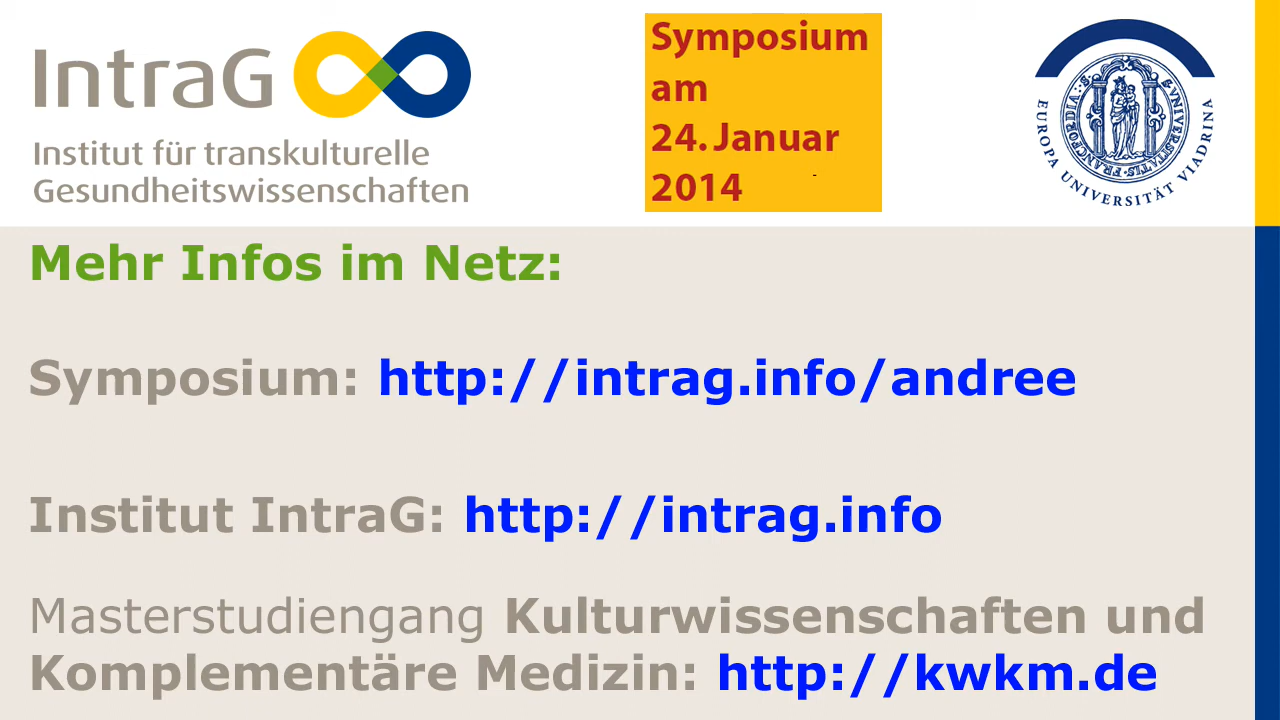 IntraG
Institut für transkulturelle
Gesundheitswissenschaften
Symposium
am
24. Januar
2014
EUROPA UNIVERSITÄT VIADRINA
Mehr Infos im Netz:
Symposium: http://intrag.info/andree
Institut IntraG: http://intrag.info
Masterstudiengang Kulturwissenschaften und
Komplementäre Medizin: http://kwkm.de